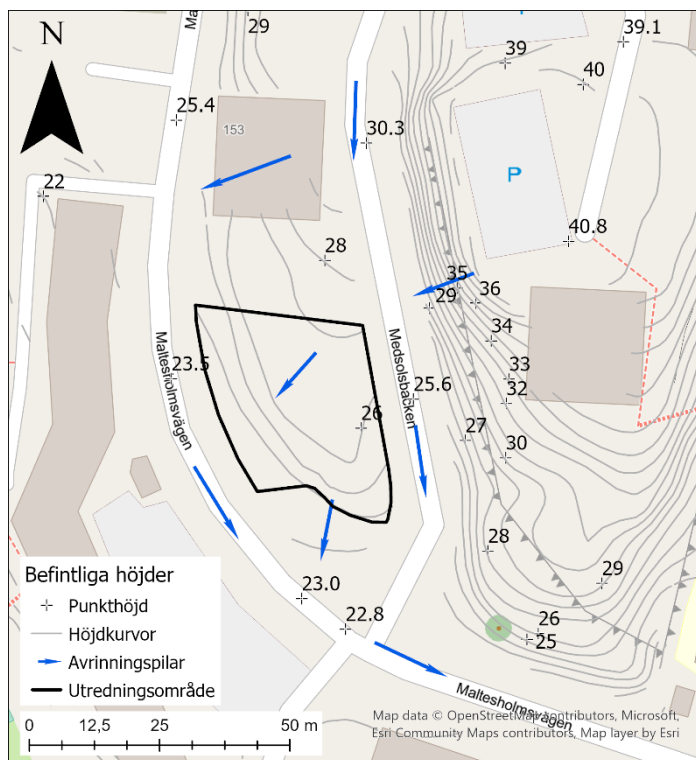 N
29
Ma
39
39.1
40
25.4
153
30.3
P
22
40.8
28
35
29
36
34
23.5
Maltesholmsvägen
Medsolsbacken
25.6
33
32
26
27
30
28
29
23.0
22.8
26
25
Maltesholmsvägen
Befintliga höjder
Punkthöjd
Höjdkurvor
Avrinningspilar
Utredningsområde
0 12,5 25 50 m
Map data © OpenStreetMap contributors, Microsoft,
Esri Community Maps contributors, Map layer by Esri